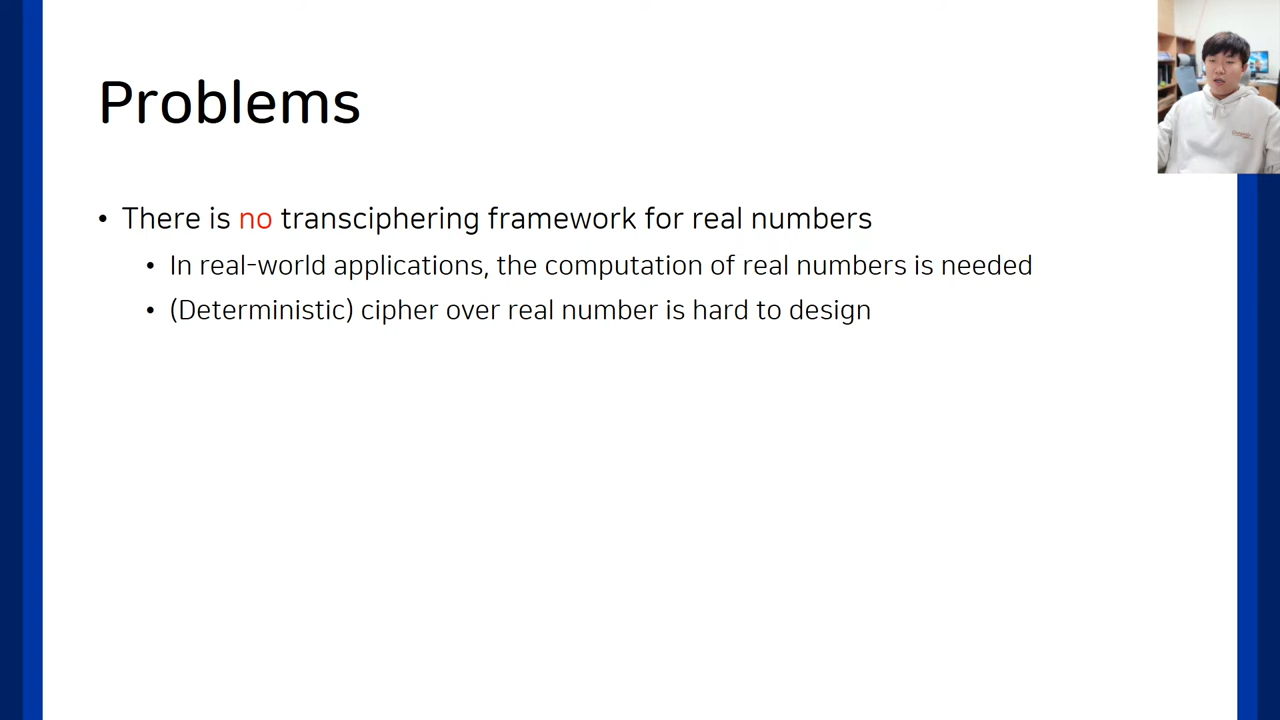 Problems
• There is no transciphering framework for real numbers
• In real-world applications, the computation of real numbers is needed
• (Deterministic) cipher over real number is hard to design